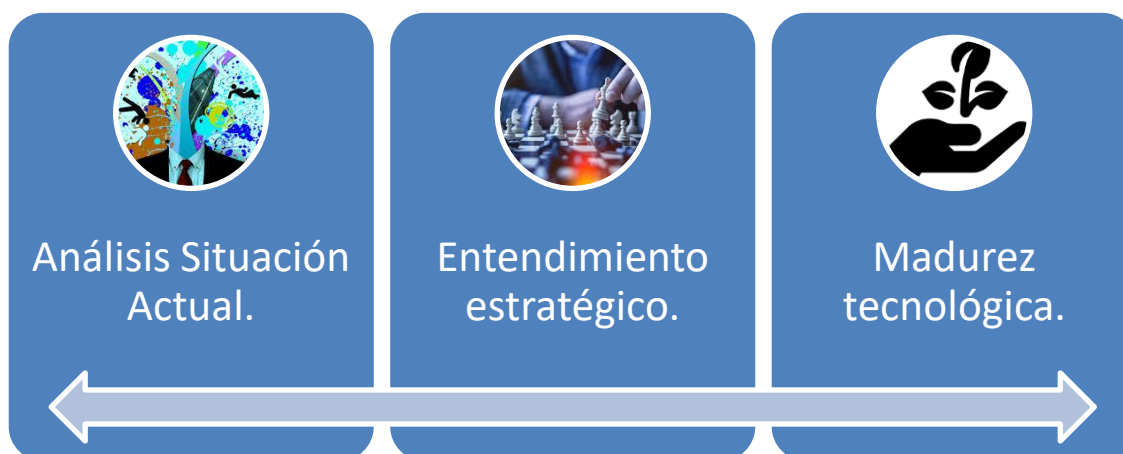 Análisis Situación
Actual.
Entendimiento
estratégico.
Madurez
tecnológica.